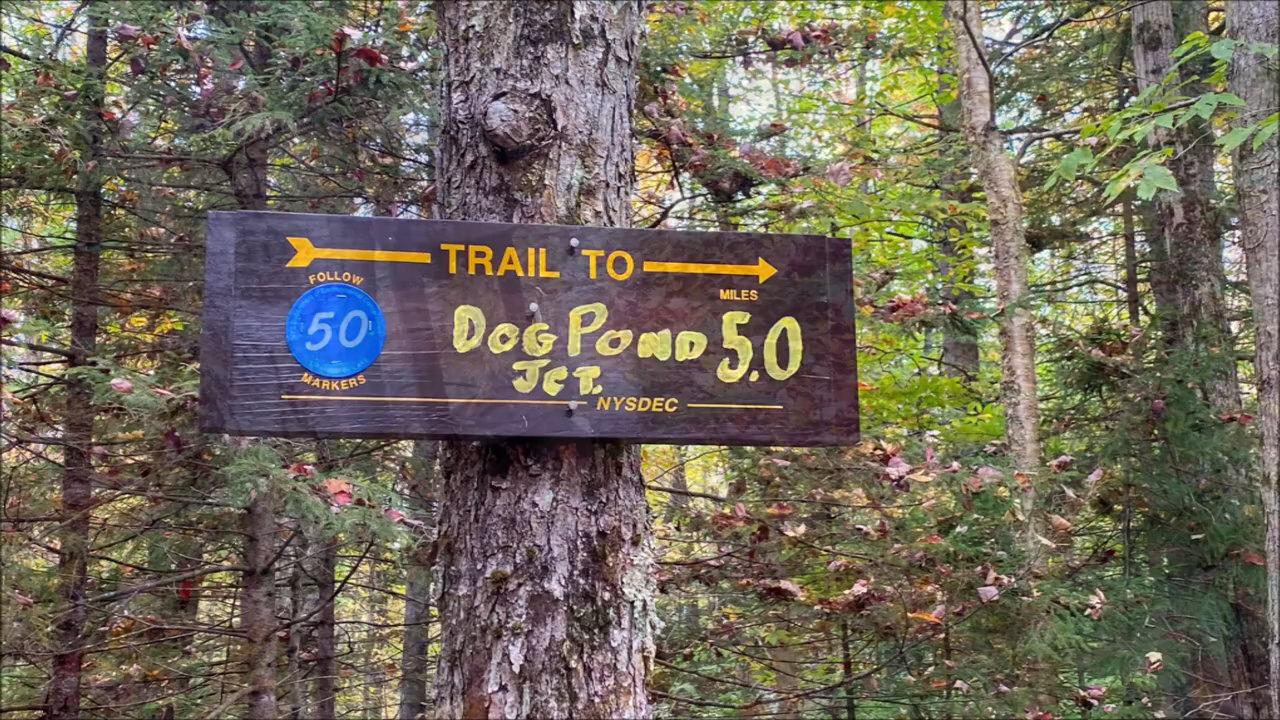 TRAIL TO
FOLLOW
MILES
50
DOG POND 5.0
JCT.
MARKERS
NYSDEC